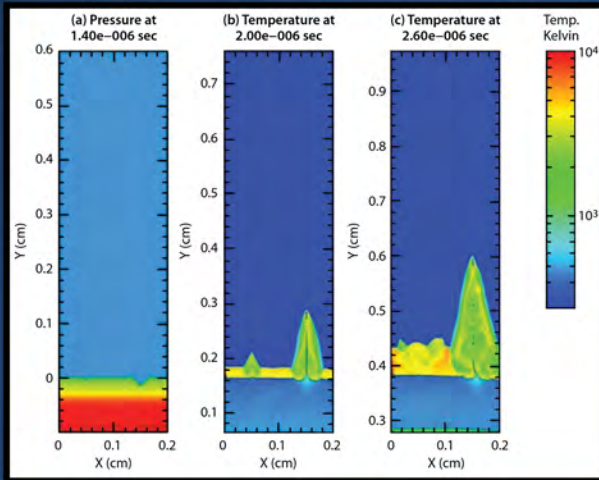 (a) Pressure at
1.40e−006 sec
(b) Temperature at
2.00e−006 sec
(c) Temperature at
2.60e−006 sec
Temp.
Kelvin
0.6
0.5
0.4
0.3
0.2
0.1
0
Y (cm)
0
0.1
0.2
X (cm)
0.7
0.6
0.5
0.4
0.3
0.2
0.1
Y (cm)
0
0.1
0.2
X (cm)
0.9
0.8
0.7
0.6
0.5
0.4
0.3
Y (cm)
0
0.1
0.2
X (cm)
10⁴
10³